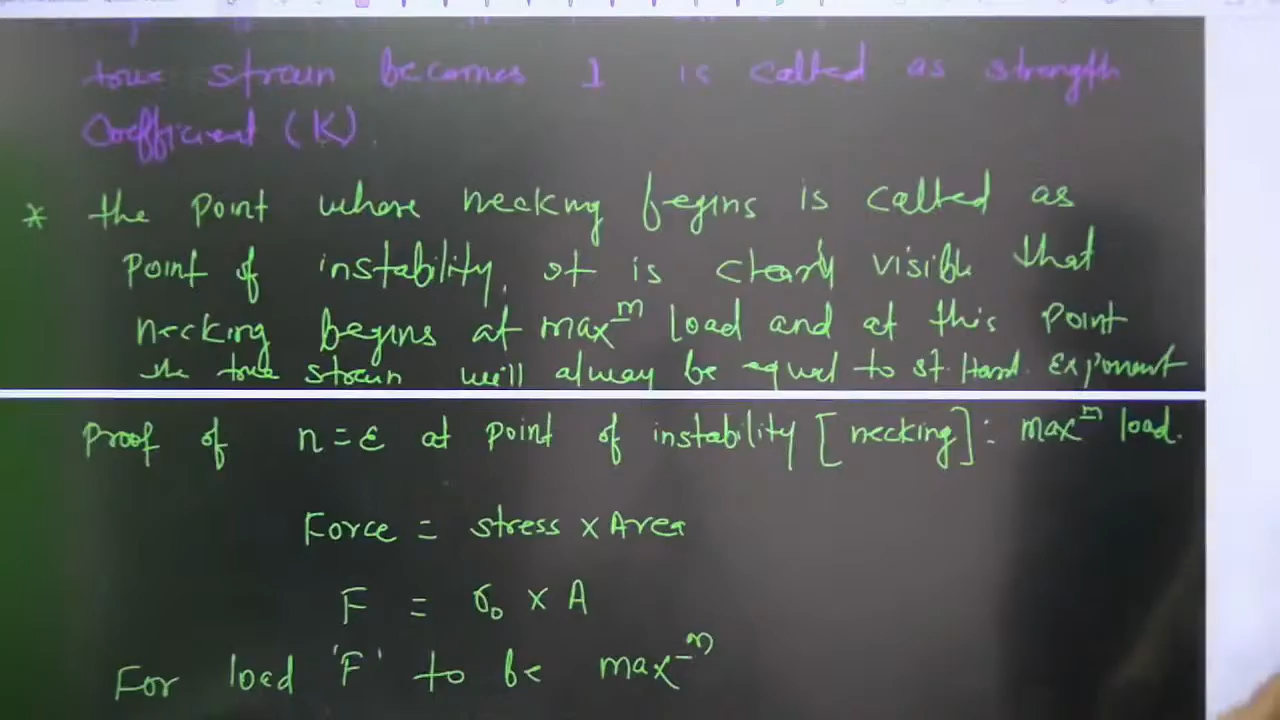 true strain becomes 1 is called as strength
Coefficient (K).
* the point where necking begins is called as
point of instability, it is clearly visible that
necking begins at max^m load and at this point
the true strain will alway be equal to st. Hard. Exponent
Proof of n = ε at point of instability [necking]: max^m load.
Force = stress × Area
F = σ₀ × A
For load 'F' to be max^m